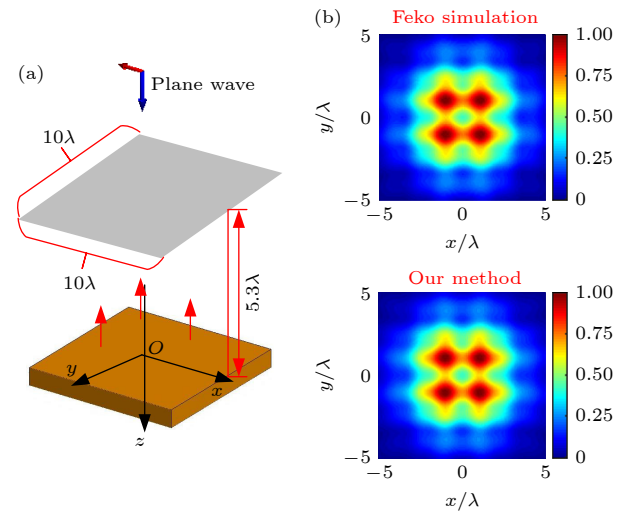 (a)
Plane wave
10λ
10λ
5.3λ
O
y
x
z
(b)
Feko simulation
5
0
−5
y/λ
−5
0
5
x/λ
1.00
0.75
0.50
0.25
0
Our method
5
0
−5
y/λ
−5
0
5
x/λ
1.00
0.75
0.50
0.25
0